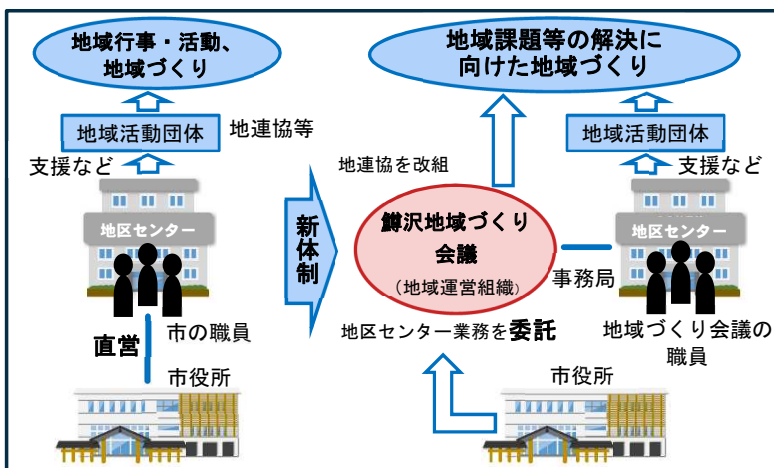 地域行事・活動、
地域づくり
地域活動団体
地連協等
支援など
地区センター
直営
市の職員
市役所
新体制
地域課題等の解決に
向けた地域づくり
地域活動団体
地連協を改組
支援など
鱒沢地域づくり
会議
（地域運営組織）
事務局
地区センター
地区センター業務を委託
地域づくり会議の
職員
市役所